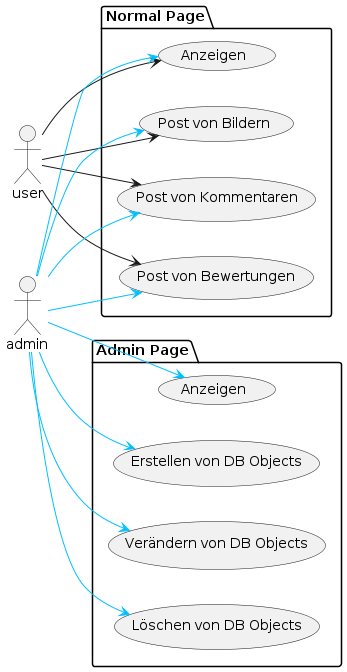 Normal Page
Anzeigen
Post von Bildern
user
Post von Kommentaren
Post von Bewertungen
admin
Admin Page
Anzeigen
Erstellen von DB Objects
Verändern von DB Objects
Löschen von DB Objects